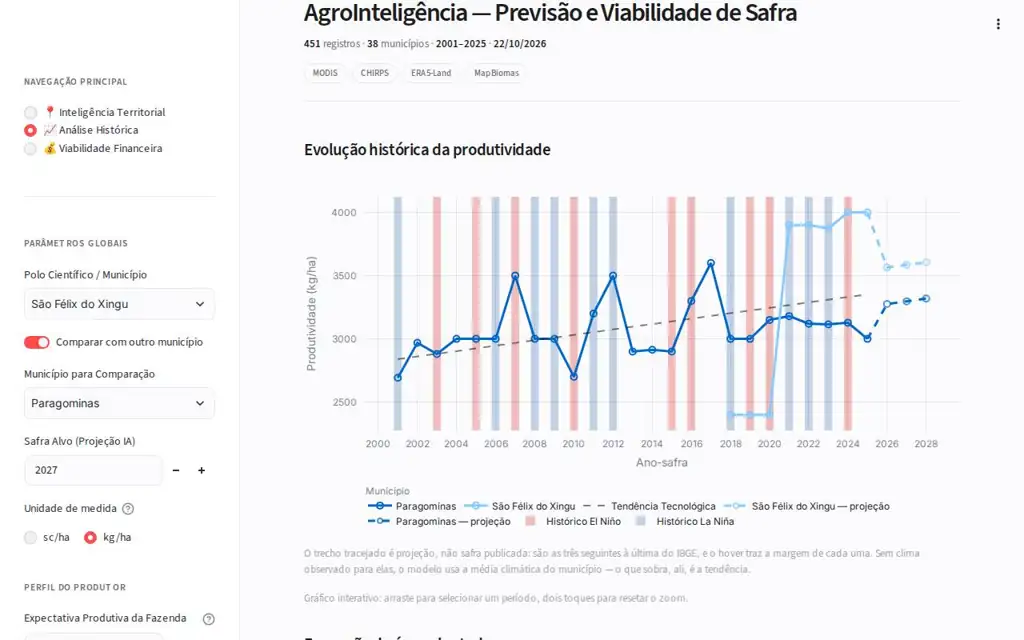 AgroInteligência — Previsão e Viabilidade de Safra
451 registros · 38 municípios · 2001–2025 · 22/10/2026
MODIS
CHIRPS
ERA5-Land
MapBiomas
NAVEGAÇÃO PRINCIPAL
📍 Inteligência Territorial
📈 Análise Histórica
💰 Viabilidade Financeira
PARÂMETROS GLOBAIS
Polo Científico / Município
São Félix do Xingu
Comparar com outro município
Município para Comparação
Paragominas
Safra Alvo (Projeção IA)
2027
− +
Unidade de medida
sc/ha kg/ha
PERFIL DO PRODUTOR
Expectativa Produtiva da Fazenda
Evolução histórica da produtividade
Produtividade (kg/ha)
4000
3500
3000
2500
2000 2002 2004 2006 2008 2010 2012 2014 2016 2018 2020 2022 2024 2026 2028
Ano-safra
Município
Paragominas São Félix do Xingu Tendência Tecnológica São Félix do Xingu — projeção
Paragominas — projeção Histórico El Niño Histórico La Niña
O trecho tracejado é projeção, não safra publicada: são as três seguintes à última do IBGE, e o hover traz a margem de cada uma. Sem clima
observado para elas, o modelo usa a média climática do município — o que sobra, ali, é a tendência.
Gráfico interativo: arraste para selecionar um período, dois toques para resetar o zoom.